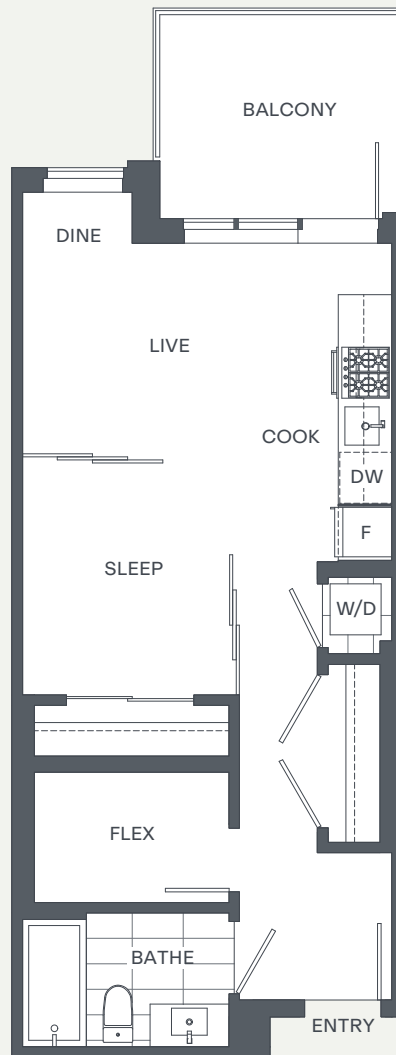 BALCONY
DINE
LIVE
COOK
DW
F
SLEEP
W/D
FLEX
BATHE
ENTRY